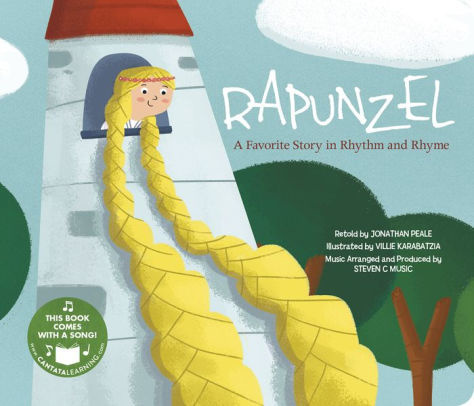 RAPUNZEL
A Favorite Story in Rhythm and Rhyme
Retold by JONATHAN PEALE
Illustrated by VILLIE KARABATZIA
Music Arranged and Produced by
STEVEN C MUSIC
THIS BOOK
COMES
WITH A SONG!
www.CANTATALEARNING.com